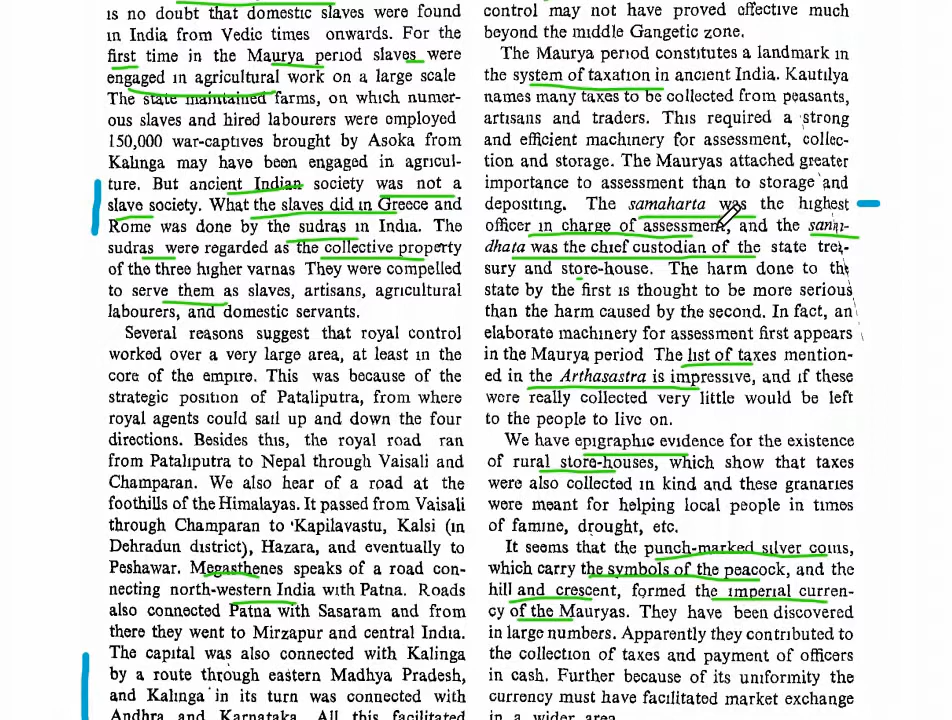 is no doubt that domestic slaves were found
in India from Vedic times onwards. For the
first time in the Maurya period slaves were
engaged in agricultural work on a large scale
The state maintained farms, on which numer-
ous slaves and hired labourers were employed
150,000 war-captives brought by Asoka from
Kalinga may have been engaged in agricul-
ture. But ancient Indian society was not a
slave society. What the slaves did in Greece and
Rome was done by the sudras in India. The
sudras were regarded as the collective property
of the three higher varnas They were compelled
to serve them as slaves, artisans, agricultural
labourers, and domestic servants.
Several reasons suggest that royal control
worked over a very large area, at least in the
core of the empire. This was because of the
strategic position of Pataliputra, from where
royal agents could sail up and down the four
directions. Besides this, the royal road ran
from Pataliputra to Nepal through Vaisali and
Champaran. We also hear of a road at the
foothills of the Himalayas. It passed from Vaisali
through Champaran to 'Kapilavastu, Kalsi (in
Dehradun district), Hazara, and eventually to
Peshawar. Megasthenes speaks of a road con-
necting north-western India with Patna. Roads
also connected Patna with Sasaram and from
there they went to Mirzapur and central India.
The capital was also connected with Kalinga
by a route through eastern Madhya Pradesh,
and Kalinga in its turn was connected with
Andhra and Karnataka. All this facilitated
control may not have proved effective much
beyond the middle Gangetic zone.
The Maurya period constitutes a landmark in
the system of taxation in ancient India. Kautilya
names many taxes to be collected from peasants,
artisans and traders. This required a strong
and efficient machinery for assessment, collec-
tion and storage. The Mauryas attached greater
importance to assessment than to storage and
depositing. The samaharta was the highest
officer in charge of assessment, and the sanni-
dhata was the chief custodian of the state trea-
sury and store-house. The harm done to the
state by the first is thought to be more serious
than the harm caused by the second. In fact, an
elaborate machinery for assessment first appears
in the Maurya period The list of taxes mention-
ed in the Arthasastra is impressive, and if these
were really collected very little would be left
to the people to live on.
We have epigraphic evidence for the existence
of rural store-houses, which show that taxes
were also collected in kind and these granaries
were meant for helping local people in times
of famine, drought, etc.
It seems that the punch-marked silver coins,
which carry the symbols of the peacock, and the
hill and crescent, formed the imperial curren-
cy of the Mauryas. They have been discovered
in large numbers. Apparently they contributed to
the collection of taxes and payment of officers
in cash. Further because of its uniformity the
currency must have facilitated market exchange
in a wider area.